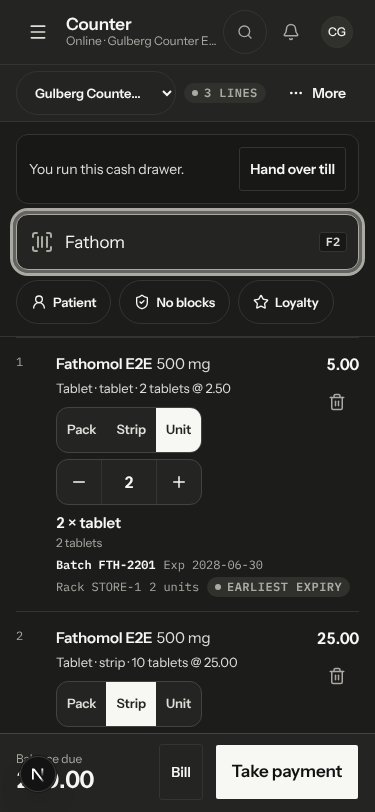 Counter
Online · Gulberg Counter E...
CG
Gulberg Counte...
3 LINES
··· More
You run this cash drawer.
Hand over till
Fathom
F2
Patient
No blocks
Loyalty
1
Fathomol E2E 500 mg
5.00
Tablet · tablet · 2 tablets @ 2.50
Pack
Strip
Unit
− 2 +
2 × tablet
2 tablets
Batch FTH-2201 Exp 2028-06-30
Rack STORE-1 2 units
EARLIEST EXPIRY
2
Fathomol E2E 500 mg
25.00
Tablet · strip · 10 tablets @ 25.00
Pack
Strip
Unit
due
N
.00
Bill
Take payment